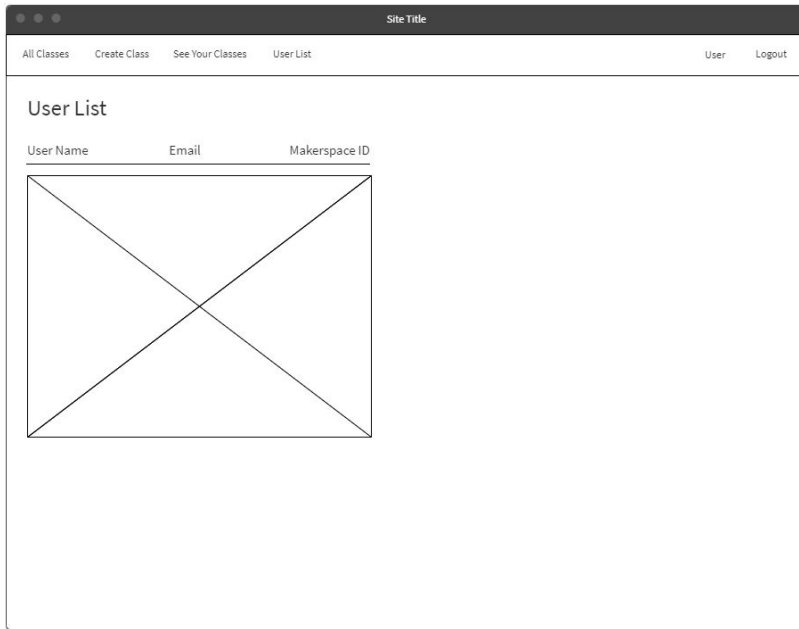 Site Title
All Classes Create Class See Your Classes User List User Logout
User List
User Name Email Makerspace ID